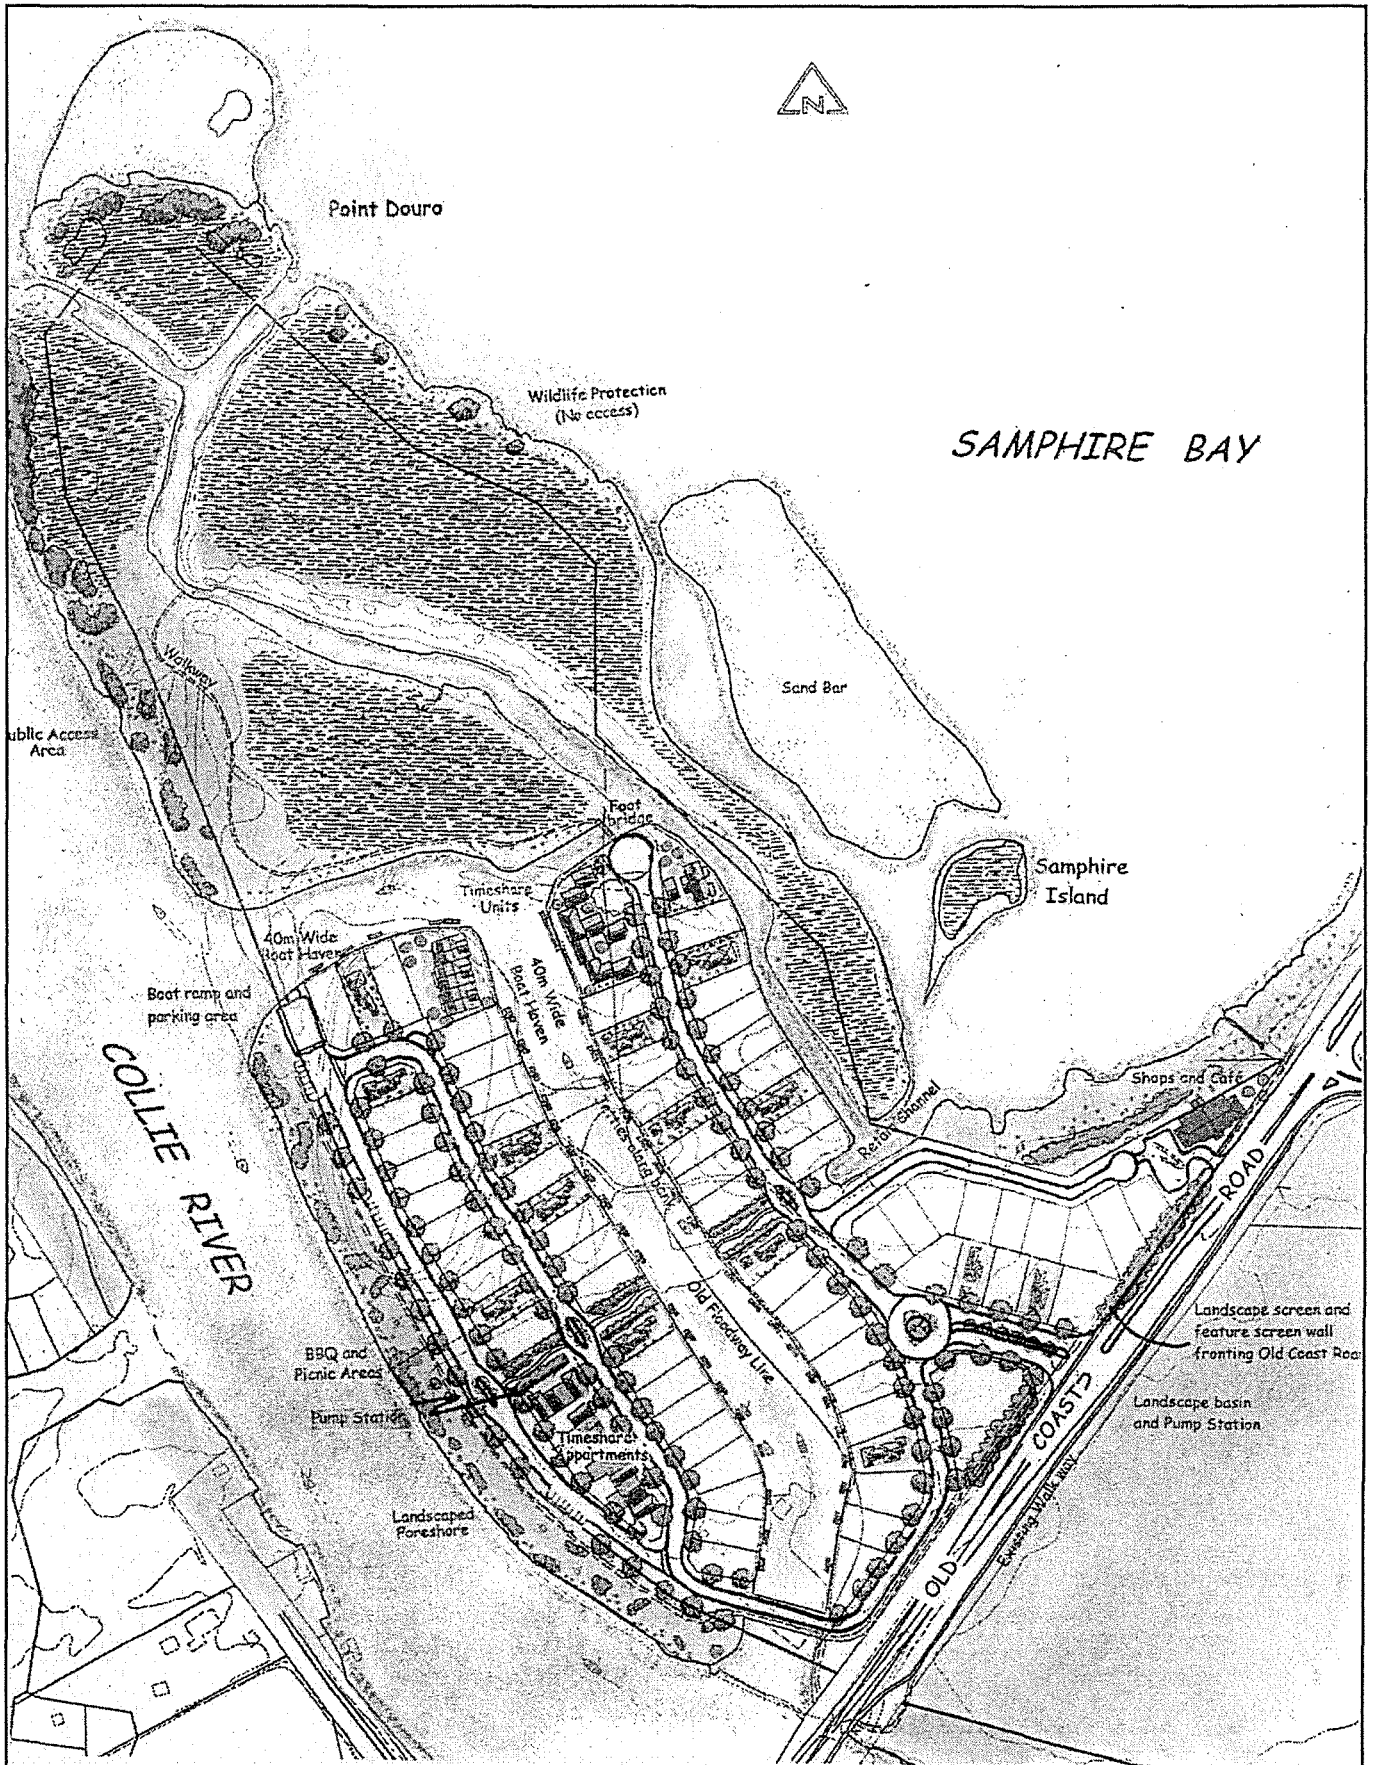 N
Point Douro
Wildlife Protection
(No access)
SAMPHIRE BAY
Walkway
Sand Bar
ublic Access
Area
Foot
bridge
Samphire
Island
Timeshare
Units
40m Wide
Boat Haven
40m Wide
Boat Haven
Boat ramp and
parking area
COLLIE RIVER
Shops and Café
Return Channel
ROAD
Old Floodway Line
Landscape screen and
feature screen wall
fronting Old Coast Roa
BBQ and
Picnic Areas
Pump Station
Landscape basin
and Pump Station
Timeshare
Appartments
COASTS
Existing Walk way
Landscaped
Foreshore
OLD